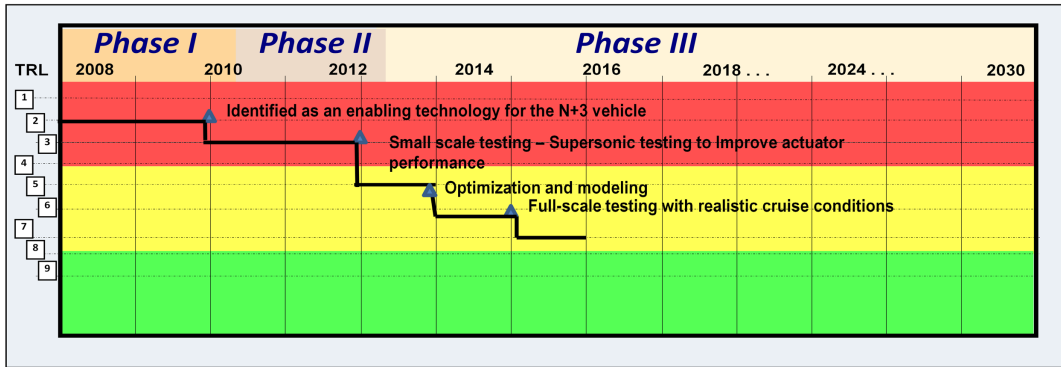 Phase I Phase II Phase III
TRL 2008 2010 2012 2014 2016 2018 . . . 2024 . . . 2030
1
Identified as an enabling technology for the N+3 vehicle
2
3
Small scale testing – Supersonic testing to Improve actuator
performance
4
5
Optimization and modeling
6
Full-scale testing with realistic cruise conditions
7
8
9